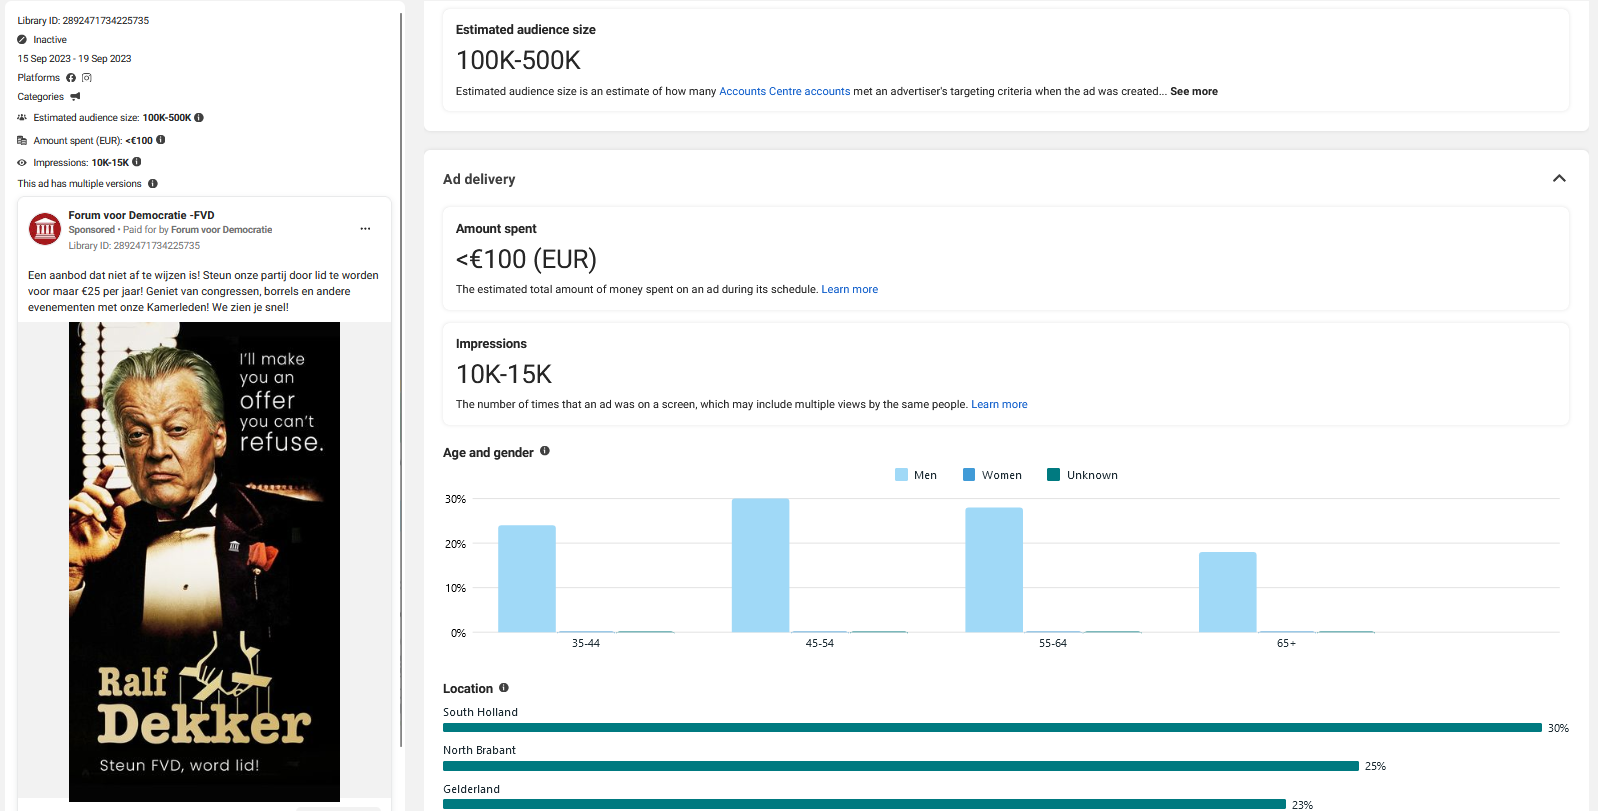 Library ID: 2892471734225735
Inactive
15 Sep 2023 - 19 Sep 2023
Platforms
Categories
Estimated audience size: 100K-500K
Amount spent (EUR): <€100
Impressions: 10K-15K
This ad has multiple versions
Forum voor Democratie -FVD
Sponsored • Paid for by Forum voor Democratie
Library ID: 2892471734225735
Een aanbod dat niet af te wijzen is! Steun onze partij door lid te worden
voor maar €25 per jaar! Geniet van congressen, borrels en andere
evenementen met onze Kamerleden! We zien je snel!
I'll make
you an
offer
you can't
refuse.
Ralf
Dekker
Steun FVD, word lid!
Estimated audience size
100K-500K
Estimated audience size is an estimate of how many Accounts Centre accounts met an advertiser's targeting criteria when the ad was created... See more
Ad delivery
Amount spent
<€100 (EUR)
The estimated total amount of money spent on an ad during its schedule. Learn more
Impressions
10K-15K
The number of times that an ad was on a screen, which may include multiple views by the same people. Learn more
Age and gender
Men Women Unknown
30%
20%
10%
0%
35-44 45-54 55-64 65+
Location
South Holland
30%
North Brabant
25%
Gelderland
23%